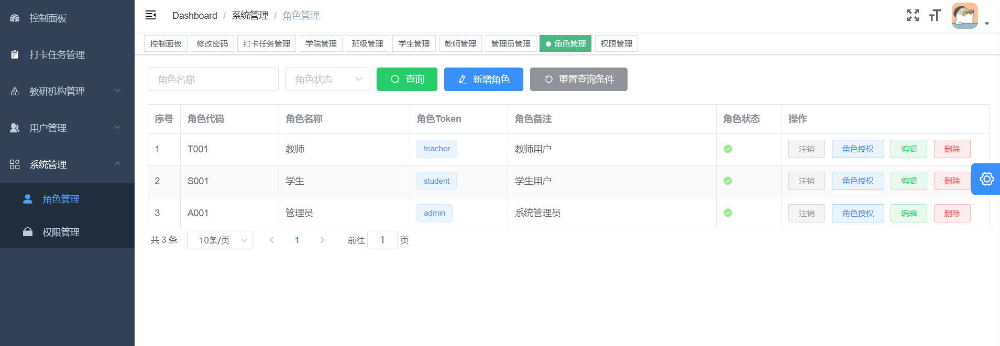 控制面板
打卡任务管理
教研机构管理
用户管理
系统管理
角色管理
权限管理
Dashboard / 系统管理 / 角色管理
控制面板 修改密码 打卡任务管理 学院管理 班级管理 学生管理 教师管理 管理员管理 角色管理 权限管理
角色名称 角色状态 查询 新增角色 重置查询条件
序号 角色代码 角色名称 角色Token 角色备注 角色状态 操作
1 T001 教师 teacher 教师用户 注销 角色授权 编辑 删除
2 S001 学生 student 学生用户 注销 角色授权 编辑 删除
3 A001 管理员 admin 系统管理员 注销 角色授权 编辑 删除
共 3 条 10条/页 1 前往 1 页